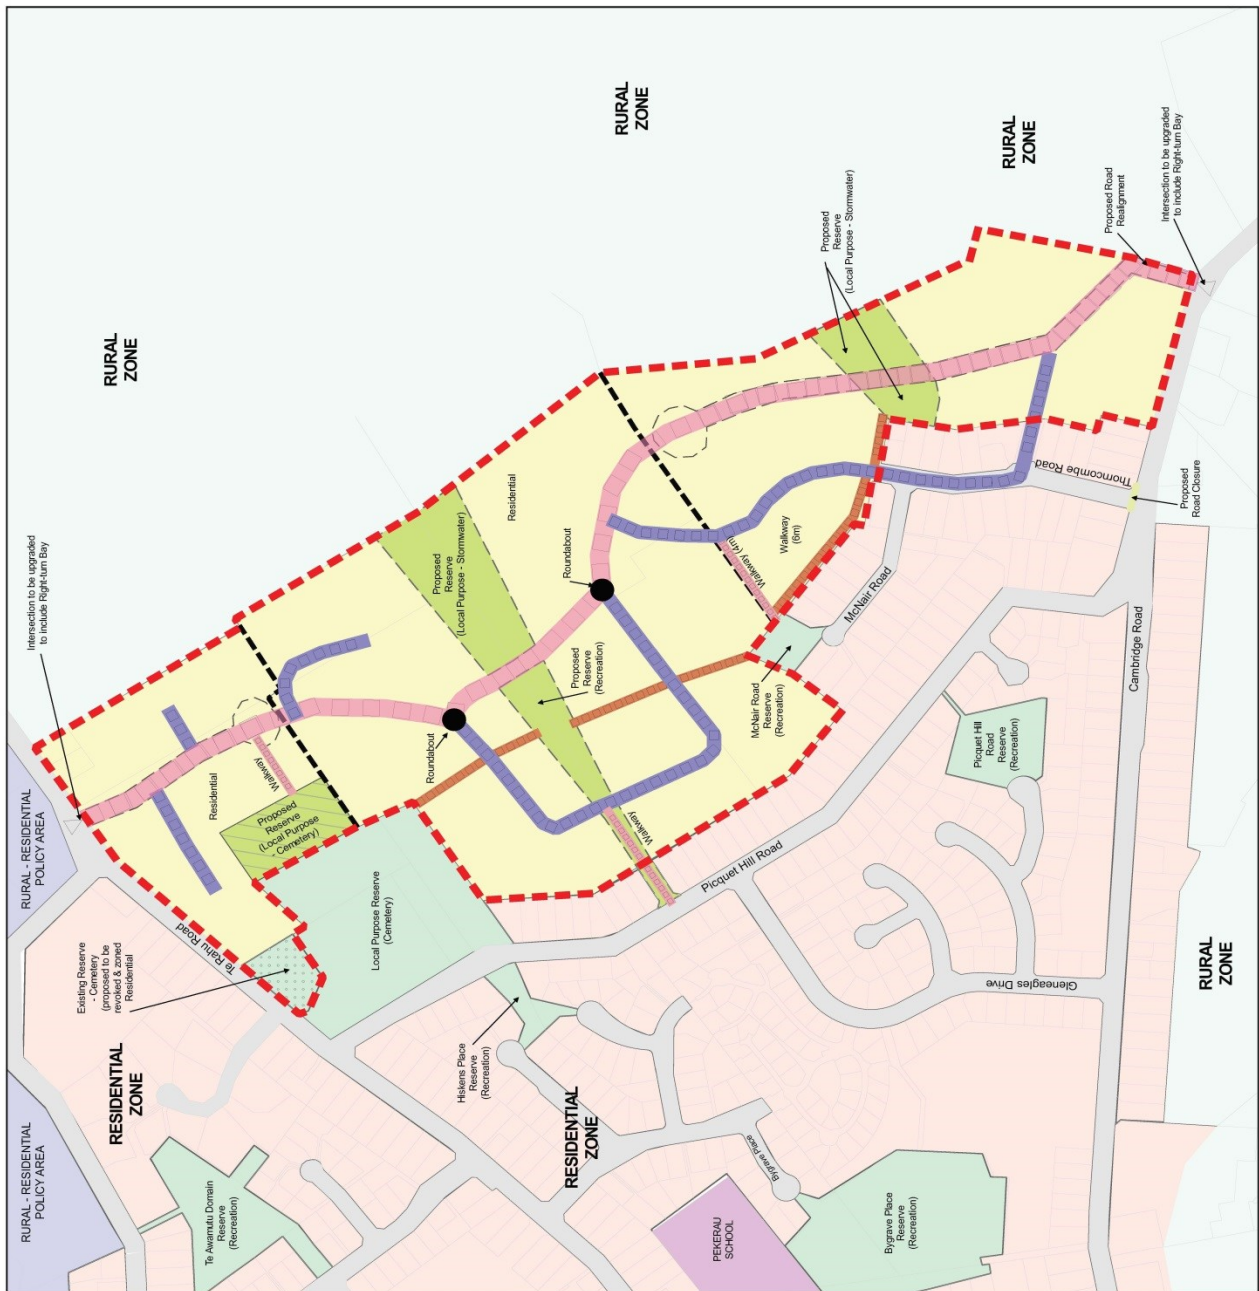 RURAL
ZONE
RURAL
ZONE
RURAL
ZONE
Intersection to be upgraded
to include Right-turn Bay
Proposed Road
Realignment
Proposed
Reserve
(Local Purpose - Stormwater)
Intersection to be upgraded
to include Right-turn Bay
Residential
Proposed
Reserve
(Local Purpose - Stormwater)
Roundabout
Walkway (4m)
Walkway
(6m)
Thorncombe Road
Proposed
Road Closure
McNair Road
McNair Road
Reserve
(Recreation)
Proposed
Reserve
(Recreation)
Roundabout
Residential
Walkway
Proposed
Reserve
(Local Purpose
- Cemetery)
Walkway
RURAL - RESIDENTIAL
POLICY AREA
Te Rahu Road
Existing Reserve
- Cemetery
(proposed to be
revoked & zoned
Residential
Local Purpose Reserve
(Cemetery)
Picquet Hill Road
Picquet Hill
Road
Reserve
(Recreation)
Cambridge Road
Gleneagles Drive
RURAL
ZONE
Hiskens Place
Reserve
(Recreation)
RESIDENTIAL
ZONE
RESIDENTIAL
ZONE
RURAL - RESIDENTIAL
POLICY AREA
Te Awamutu Domain
Reserve
(Recreation)
Bygrave Place
PEKERAU
SCHOOL
Bygrave Place
Reserve
(Recreation)